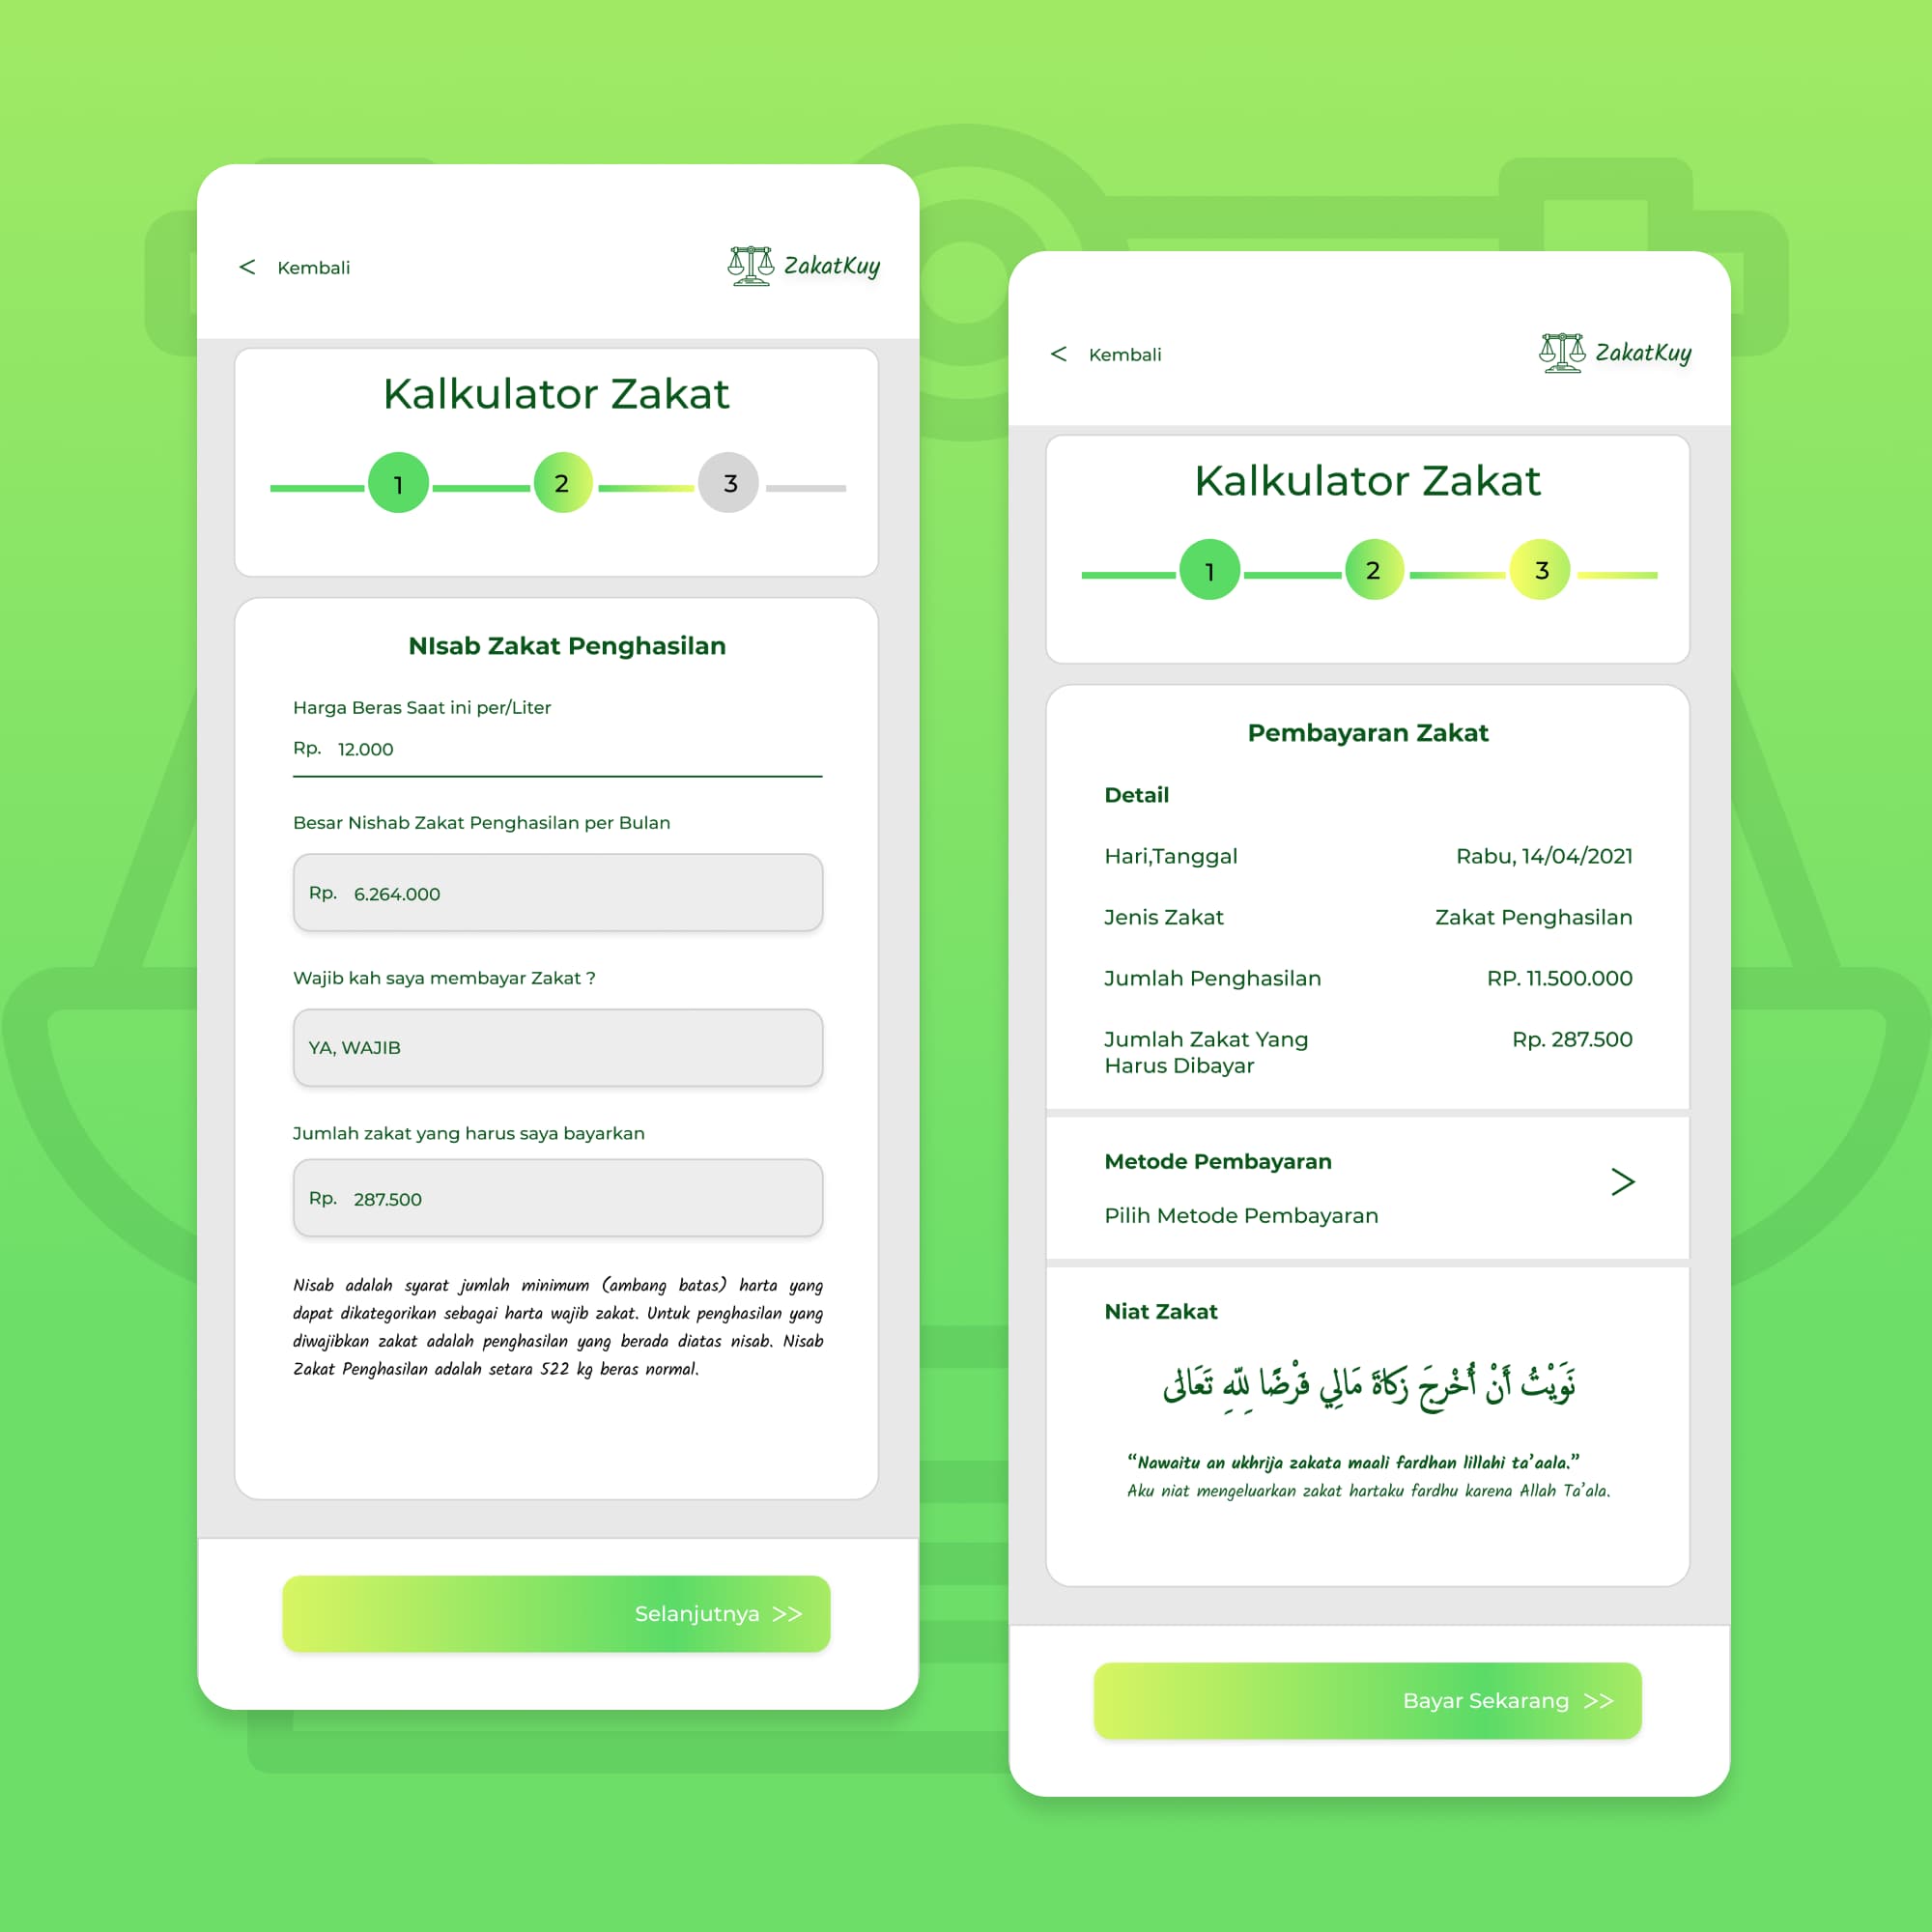 < Kembali
ZakatKuy
Kalkulator Zakat
1 2 3
NIsab Zakat Penghasilan
Harga Beras Saat ini per/Liter
Rp. 12.000
Besar Nishab Zakat Penghasilan per Bulan
Rp. 6.264.000
Wajib kah saya membayar Zakat ?
YA, WAJIB
Jumlah zakat yang harus saya bayarkan
Rp. 287.500
Nisab adalah syarat jumlah minimum (ambang batas) harta yang
dapat dikategorikan sebagai harta wajib zakat. Untuk penghasilan yang
diwajibkan zakat adalah penghasilan yang berada diatas nisab. Nisab
Zakat Penghasilan adalah setara 522 kg beras normal.
Selanjutnya >>
< Kembali
ZakatKuy
Kalkulator Zakat
1 2 3
Pembayaran Zakat
Detail
Hari,Tanggal Rabu, 14/04/2021
Jenis Zakat Zakat Penghasilan
Jumlah Penghasilan RP. 11.500.000
Jumlah Zakat Yang Rp. 287.500
Harus Dibayar
Metode Pembayaran
>
Pilih Metode Pembayaran
Niat Zakat
نَوَيْتُ أَنْ أُخْرِجَ زَكَاةَ مَالِي فَرْضًا لِلّٰهِ تَعَالٰى
“Nawaitu an ukhrija zakata maali fardhan lillahi ta’aala.”
Aku niat mengeluarkan zakat hartaku fardhu karena Allah Ta’ala.
Bayar Sekarang >>